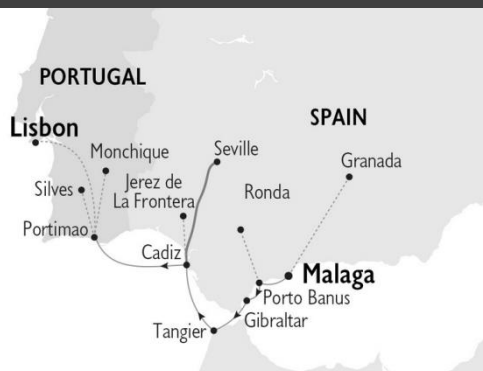 PORTUGAL
Lisbon
SPAIN
Monchique
Seville
Granada
Silves
Jerez de
La Frontera
Ronda
Portimao
Cadiz
Malaga
Porto Banus
Gibraltar
Tangier